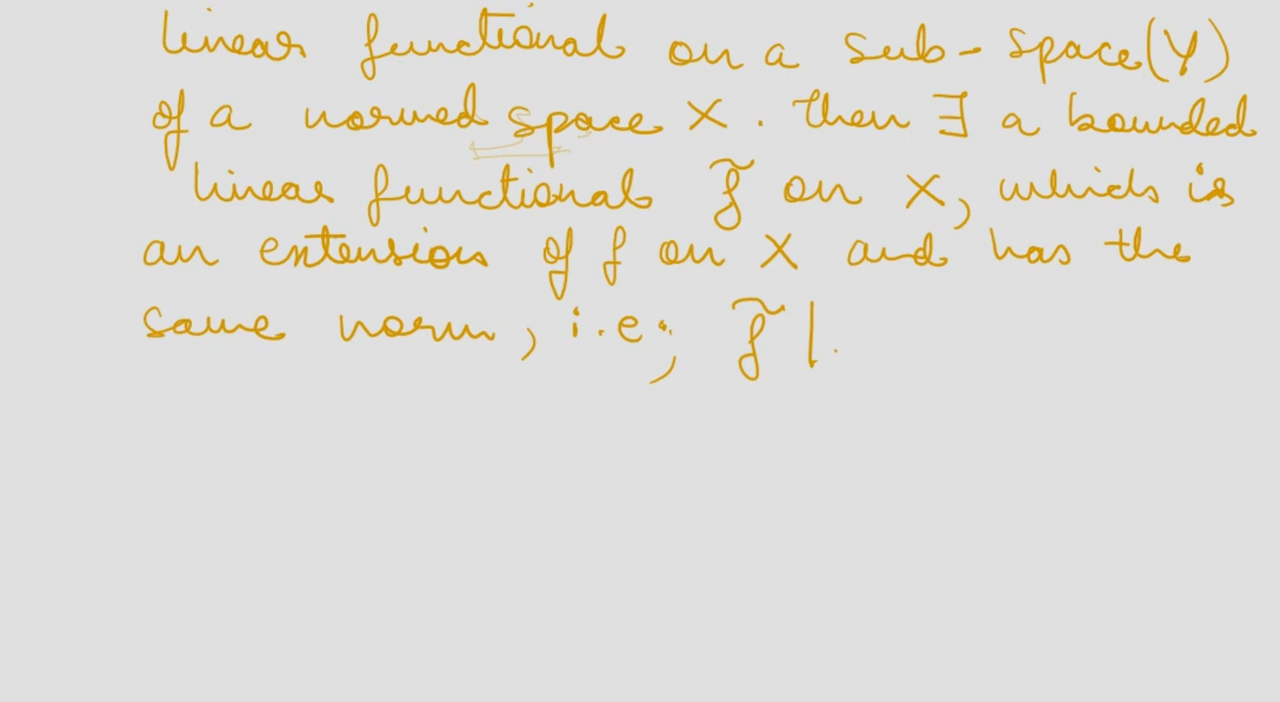 linear functional on a sub-space(Y)
of a normed space X. Then ∃ a bounded
linear functional f̃ on X, which is
an extension of f on X and has the
same norm, i.e; f̃|